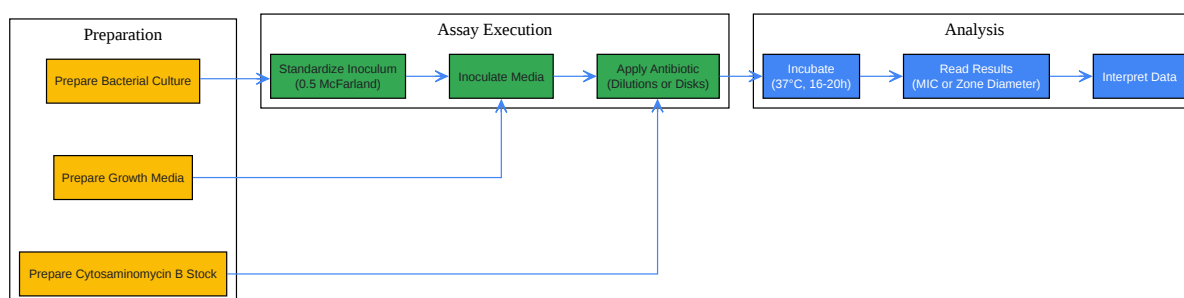 Preparation
Prepare Bacterial Culture
Prepare Growth Media
Prepare Cytosaminomycin B Stock
Assay Execution
Standardize Inoculum
(0.5 McFarland)
Inoculate Media
Apply Antibiotic
(Dilutions or Disks)
Analysis
Incubate
(37°C, 16-20h)
Read Results
(MIC or Zone Diameter)
Interpret Data